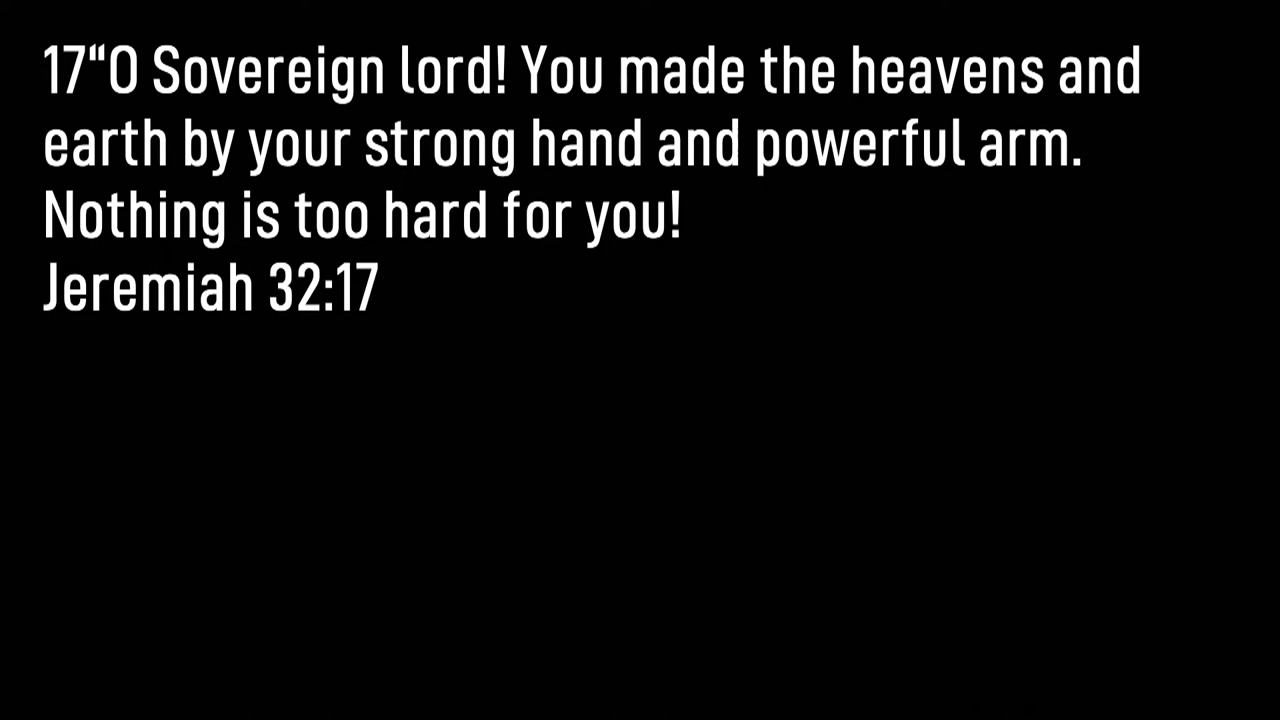 17“O Sovereign lord! You made the heavens and
earth by your strong hand and powerful arm.
Nothing is too hard for you!
Jeremiah 32:17